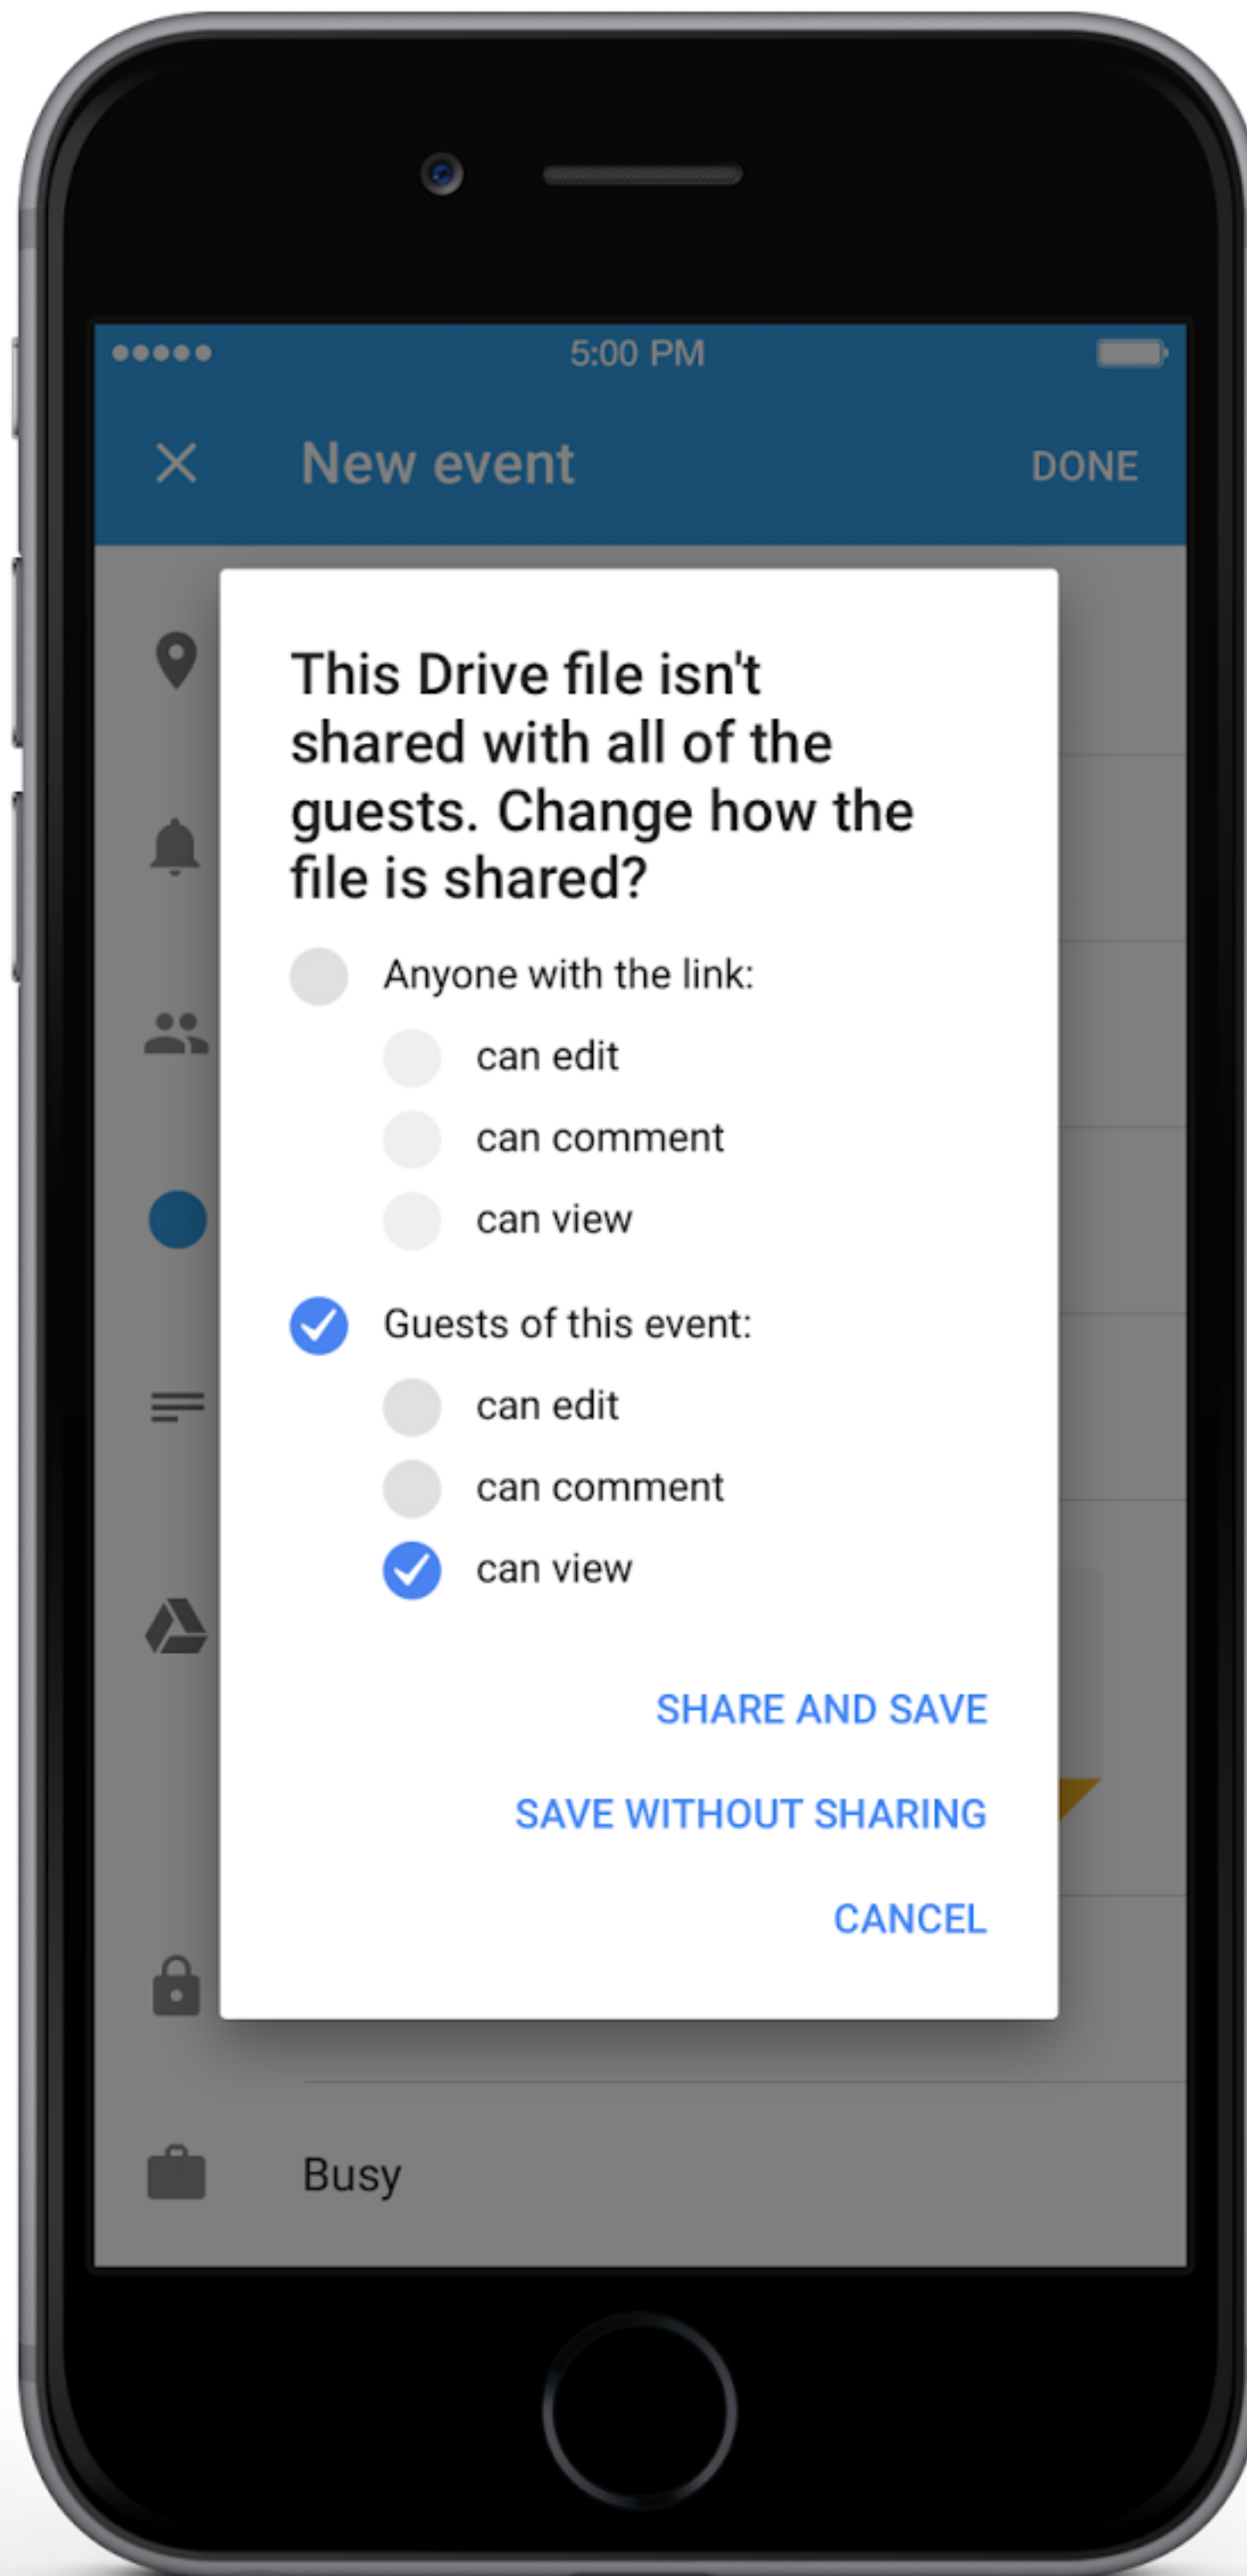 5:00 PM
New event
DONE
This Drive file isn't
shared with all of the
guests. Change how the
file is shared?
Anyone with the link:
can edit
can comment
can view
Guests of this event:
can edit
can comment
can view
SHARE AND SAVE
SAVE WITHOUT SHARING
CANCEL
Busy